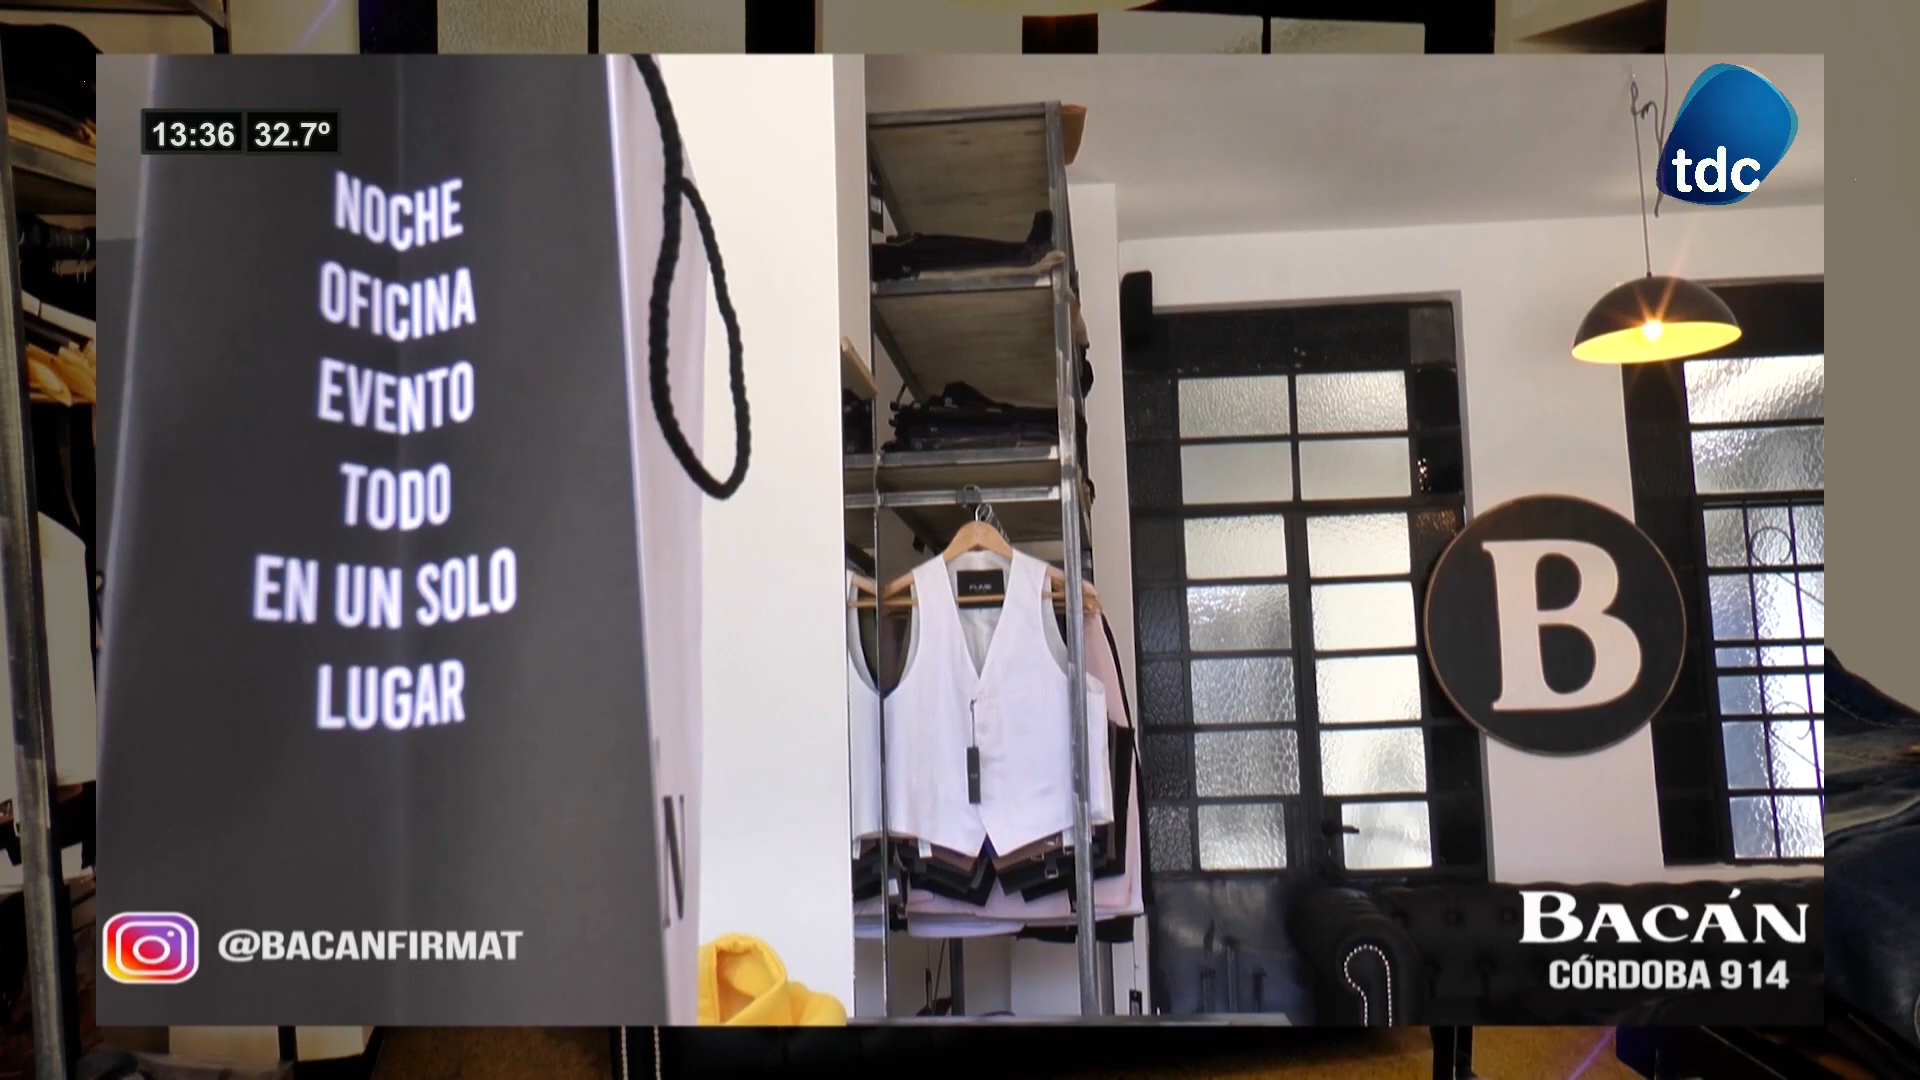 13:36 32.7º
tdc
NOCHE
OFICINA
EVENTO
TODO
EN UN SOLO
LUGAR
B
N
@BACANFIRMAT
BACÁN
CÓRDOBA 914